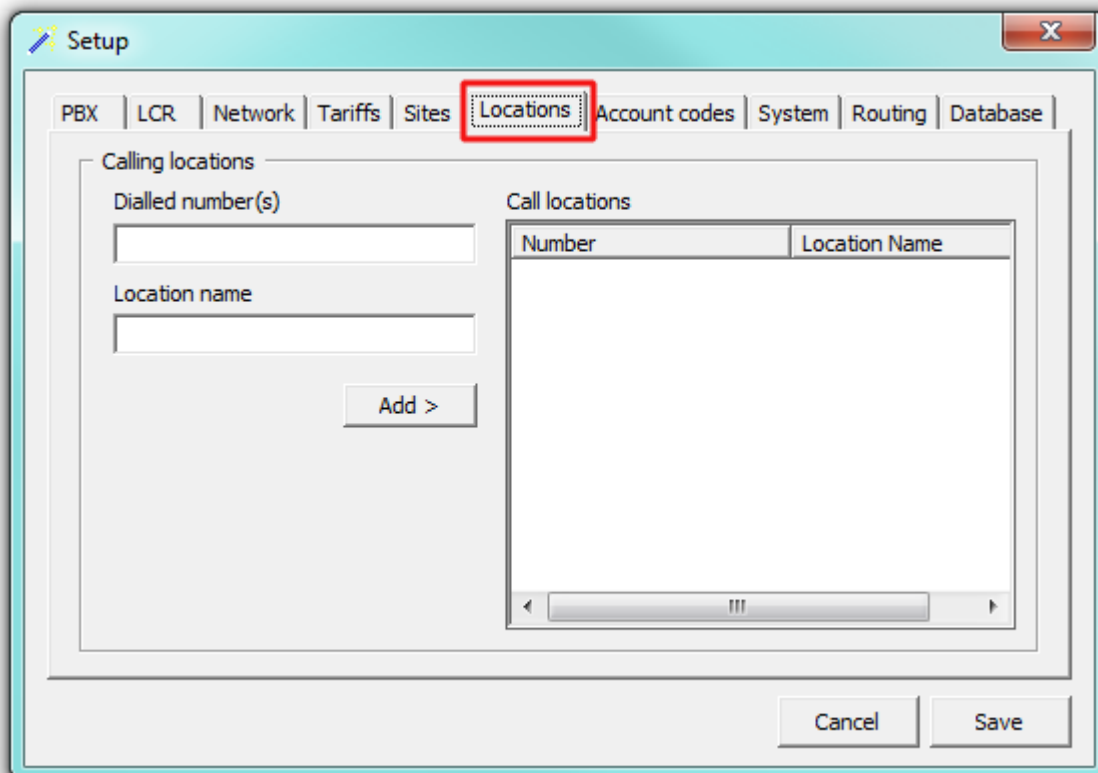 Setup
PBX LCR Network Tariffs Sites Locations Account codes System Routing Database
Calling locations
Dialled number(s)
Call locations
Number Location Name
Location name
Add >
Cancel Save